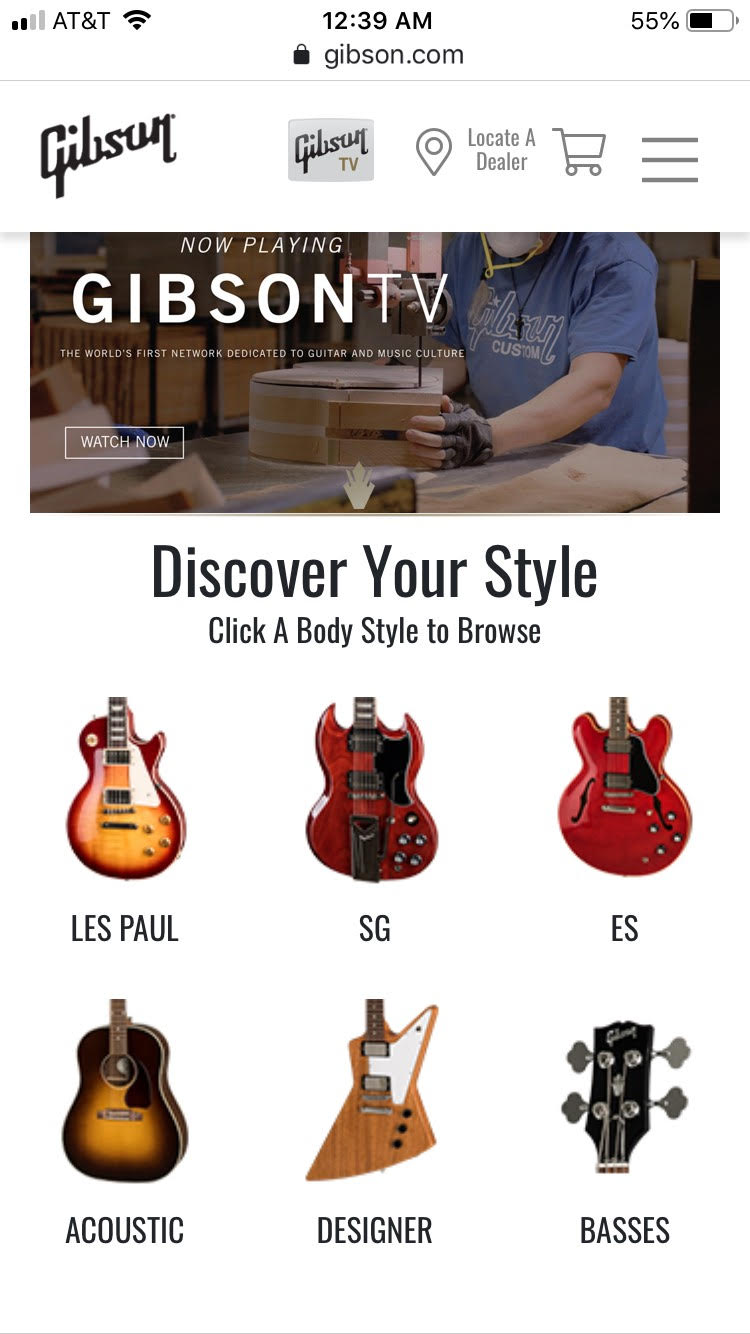 AT&T 12:39 AM 55%
gibson.com
Gibson
Gibson
TV
Locate A
Dealer
NOW PLAYING
GIBSONTV
THE WORLD'S FIRST NETWORK DEDICATED TO GUITAR AND MUSIC CULTURE
WATCH NOW
Gibson
CUSTOM
Discover Your Style
Click A Body Style to Browse
LES PAUL
SG
ES
Gibson
ACOUSTIC
DESIGNER
BASSES